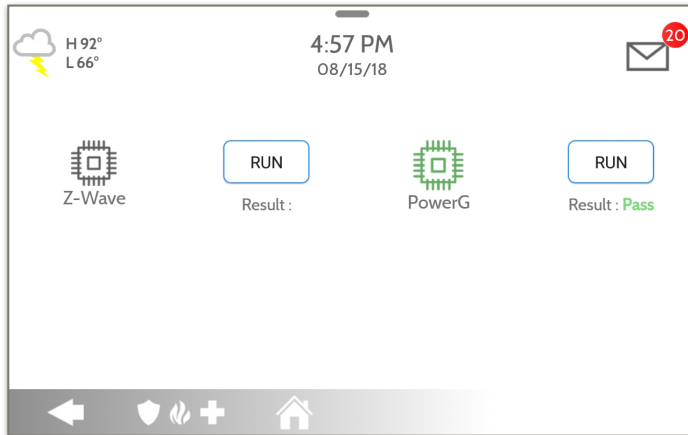 H 92°
L 66°
4:57 PM
08/15/18
20
Z-Wave
RUN
Result :
PowerG
RUN
Result : Pass